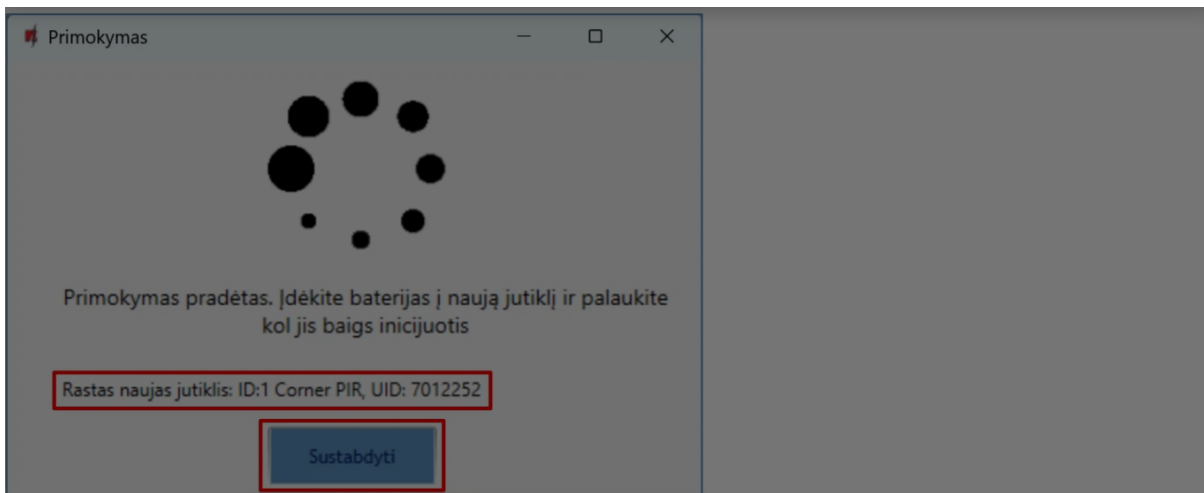 Primokymas
Primokymas pradėtas. Įdėkite baterijas į naują jutiklį ir palaukite
kol jis baigs inicijuotis
Rastas naujas jutiklis: ID:1 Corner PIR, UID: 7012252
Sustabdyti